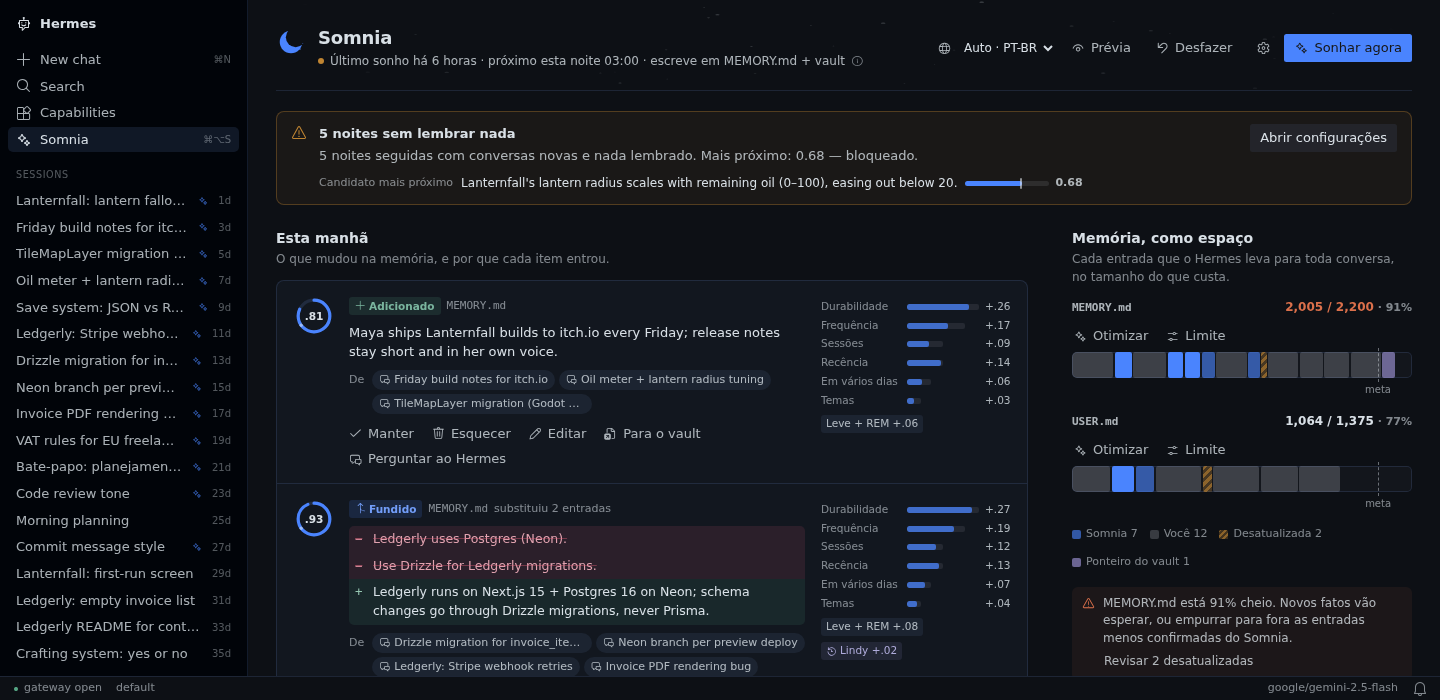 Hermes
New chat ⌘N
Search
Capabilities
Somnia ⌘⌥S
SESSIONS
Lanternfall: lantern fallo… 1d
Friday build notes for itc… 3d
TileMapLayer migration … 5d
Oil meter + lantern radi… 7d
Save system: JSON vs R… 9d
Ledgerly: Stripe webho… 11d
Drizzle migration for in… 13d
Neon branch per previ… 15d
Invoice PDF rendering … 17d
VAT rules for EU freela… 19d
Bate-papo: planejamen… 21d
Code review tone 23d
Morning planning 25d
Commit message style 27d
Lanternfall: first-run screen 29d
Ledgerly: empty invoice list 31d
Ledgerly README for cont… 33d
Crafting system: yes or no 35d
Somnia
Último sonho há 6 horas · próximo esta noite 03:00 · escreve em MEMORY.md + vault
Auto · PT-BR
Prévia
Desfazer
Sonhar agora
5 noites sem lembrar nada
5 noites seguidas com conversas novas e nada lembrado. Mais próximo: 0.68 — bloqueado.
Candidato mais próximo Lanternfall's lantern radius scales with remaining oil (0–100), easing out below 20. 0.68
Abrir configurações
Esta manhã
O que mudou na memória, e por que cada item entrou.
.81
+ Adicionado MEMORY.md
Maya ships Lanternfall builds to itch.io every Friday; release notes
stay short and in her own voice.
De Friday build notes for itch.io Oil meter + lantern radius tuning
TileMapLayer migration (Godot …
Manter Esquecer Editar Para o vault
Perguntar ao Hermes
Durabilidade +.26
Frequência +.17
Sessões +.09
Recência +.14
Em vários dias +.06
Temas +.03
Leve + REM +.06
.93
Fundido MEMORY.md substituiu 2 entradas
− Ledgerly uses Postgres (Neon).
− Use Drizzle for Ledgerly migrations.
+ Ledgerly runs on Next.js 15 + Postgres 16 on Neon; schema
changes go through Drizzle migrations, never Prisma.
De Drizzle migration for invoice_ite… Neon branch per preview deploy
Ledgerly: Stripe webhook retries Invoice PDF rendering bug
Durabilidade +.27
Frequência +.19
Sessões +.12
Recência +.13
Em vários dias +.07
Temas +.04
Leve + REM +.08
Lindy +.02
Memória, como espaço
Cada entrada que o Hermes leva para toda conversa,
no tamanho do que custa.
MEMORY.md 2,005 / 2,200 · 91%
Otimizar Limite
meta
USER.md 1,064 / 1,375 · 77%
Otimizar Limite
meta
Somnia 7 Você 12 Desatualizada 2
Ponteiro do vault 1
MEMORY.md está 91% cheio. Novos fatos vão
esperar, ou empurrar para fora as entradas
menos confirmadas do Somnia.
Revisar 2 desatualizadas
gateway open default
google/gemini-2.5-flash